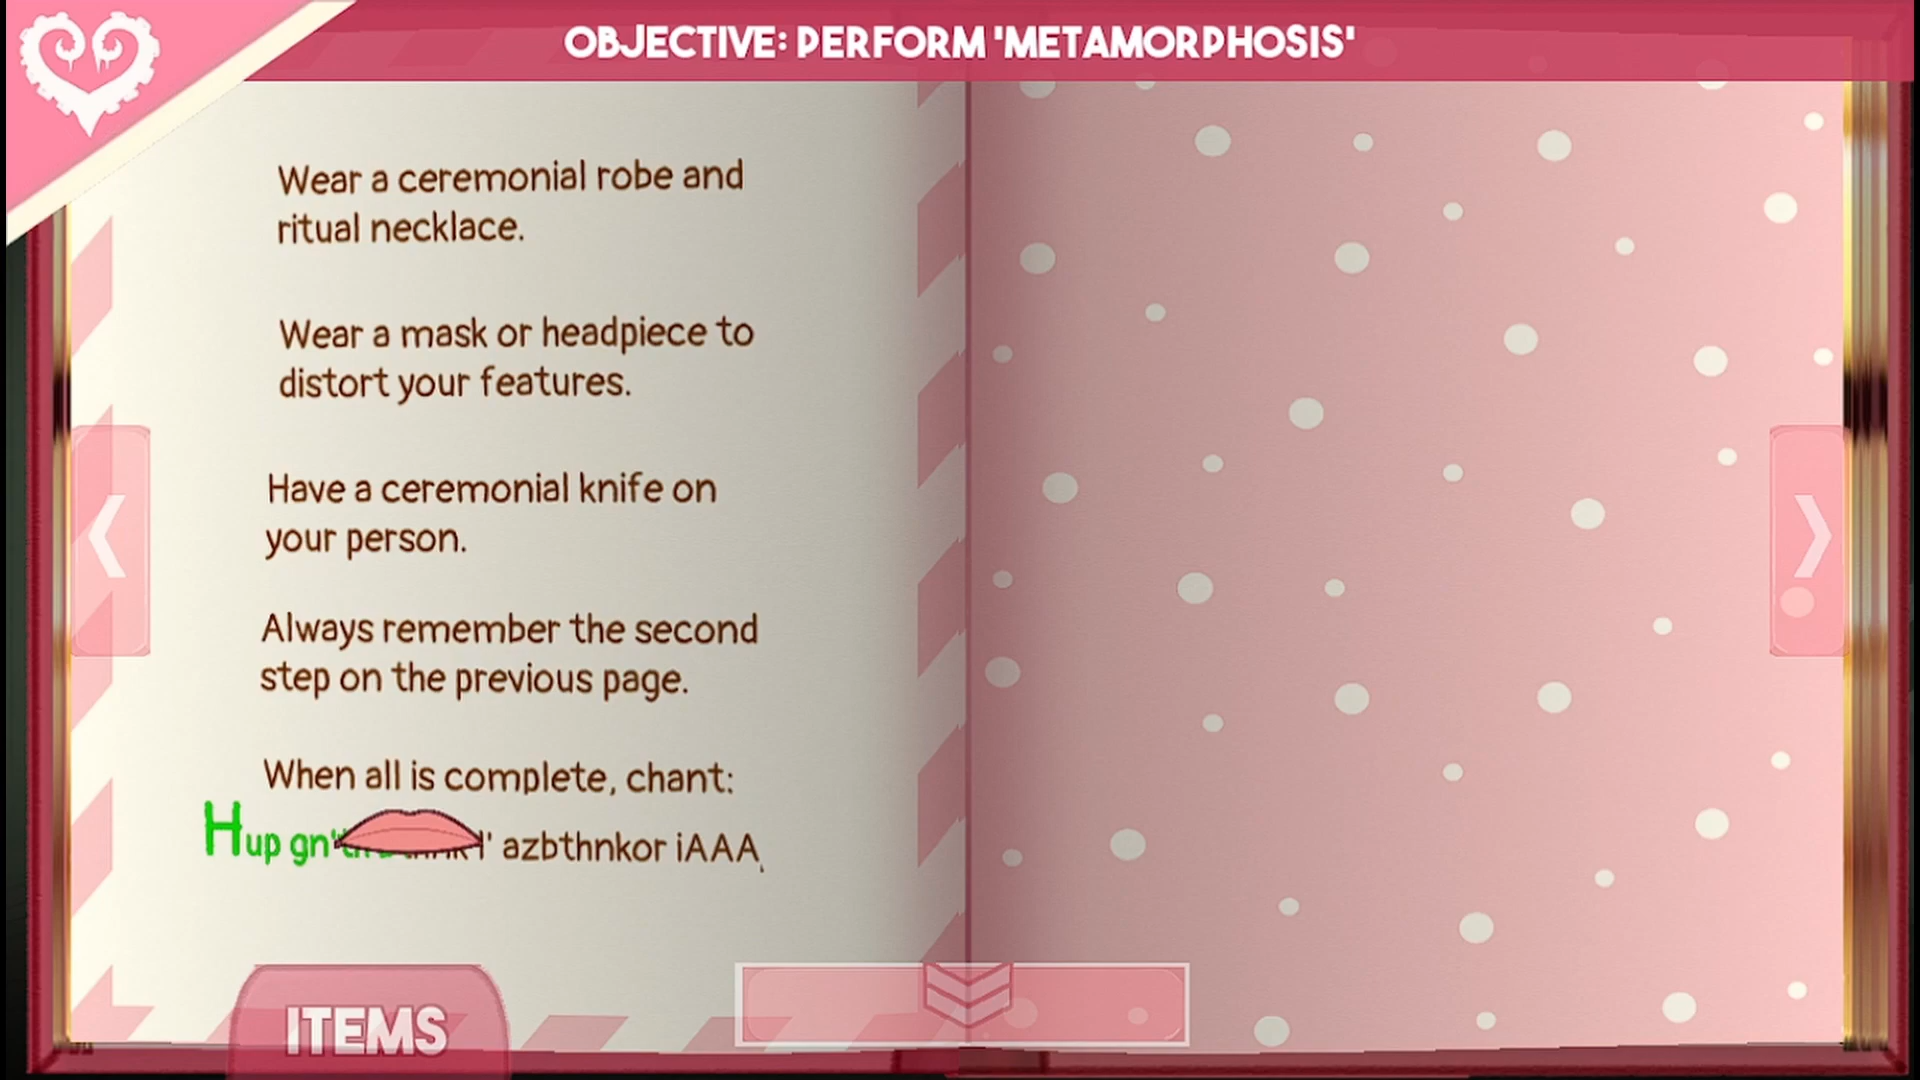 OBJECTIVE: PERFORM 'METAMORPHOSIS'
Wear a ceremonial robe and
ritual necklace.
Wear a mask or headpiece to
distort your features.
Have a ceremonial knife on
your person.
Always remember the second
step on the previous page.
When all is complete, chant:
Hup azbthnkor iAAA,
ITEMS